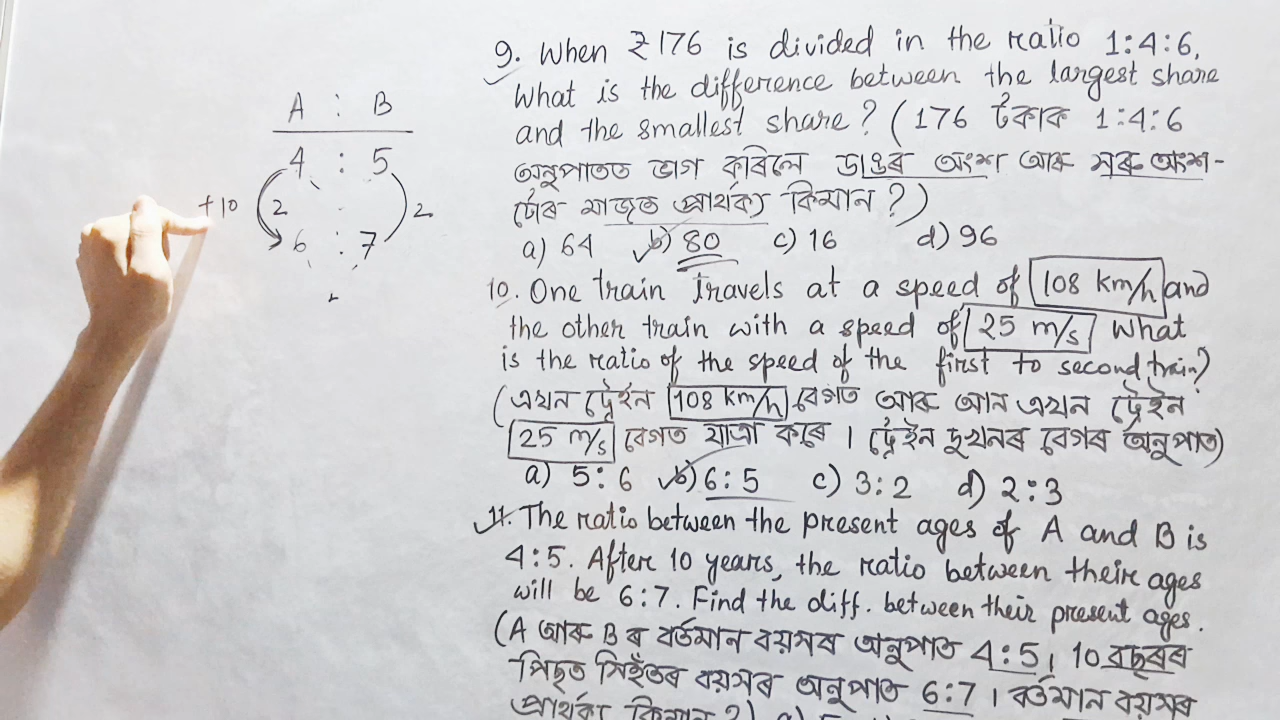 A : B
4 : 5
+10 2 2
6 : 7
9. When ₹176 is divided in the ratio 1:4:6,
What is the difference between the largest share
and the smallest share? (176 টকাক 1:4:6
অনুপাতত ভাগ কৰিলে ডাঙৰ অংশ আৰু সৰু অংশ-
টোৰ মাজত প্ৰাৰ্থক্য কিমান?)
a) 64 b) 80 c) 16 d) 96
10. One train travels at a speed of 108 km/h and
the other train with a speed of 25 m/s What
is the ratio of the speed of the first to second train?
(এখন ট্ৰেইন 108 km/h বেগত আৰু আন এখন ট্ৰেইন
25 m/s বেগত যাত্ৰা কৰে । ট্ৰেইন দুখনৰ বেগৰ অনুপাত)
a) 5:6 b) 6:5 c) 3:2 d) 2:3
11. The ratio between the present ages of A and B is
4:5. After 10 years, the ratio between their ages
will be 6:7. Find the diff. between their present ages.
(A আৰু B ৰ বৰ্তমান বয়সৰ অনুপাত 4:5। 10 বছৰৰ
পিছত সিহঁতৰ বয়সৰ অনুপাত 6:7 । বৰ্তমান বয়সৰ
প্ৰাৰ্থক্য কিমান?) a)